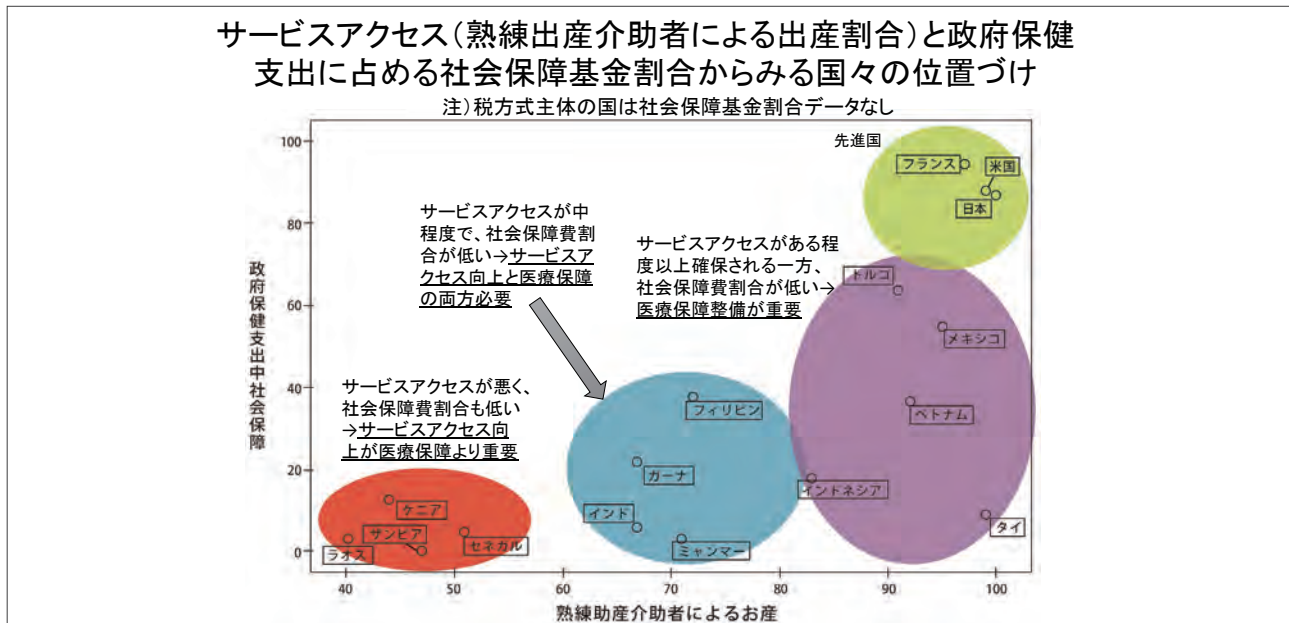 サービスアクセス（熟練出産介助者による出産割合）と政府保健
支出に占める社会保障基金割合からみる国々の位置づけ
注）税方式主体の国は社会保障基金割合データなし
先進国
フランス
米国
日本
サービスアクセスが中
程度で、社会保障費割
合が低い→サービスア
クセス向上と医療保障
の両方必要
サービスアクセスがある程
度以上確保される一方、
社会保障費割合が低い→
医療保障整備が重要
トルコ
メキシコ
サービスアクセスが悪く、
社会保障費割合も低い
→サービスアクセス向
上が医療保障より重要
フィリピン
ベトナム
ガーナ
インドネシア
インド
タイ
ミャンマー
ケニア
ザンビア
ラオス
セネガル
政府保健支出中社会保障
100
80
60
40
20
0
40
50
60
70
80
90
100
熟練助産介助者によるお産